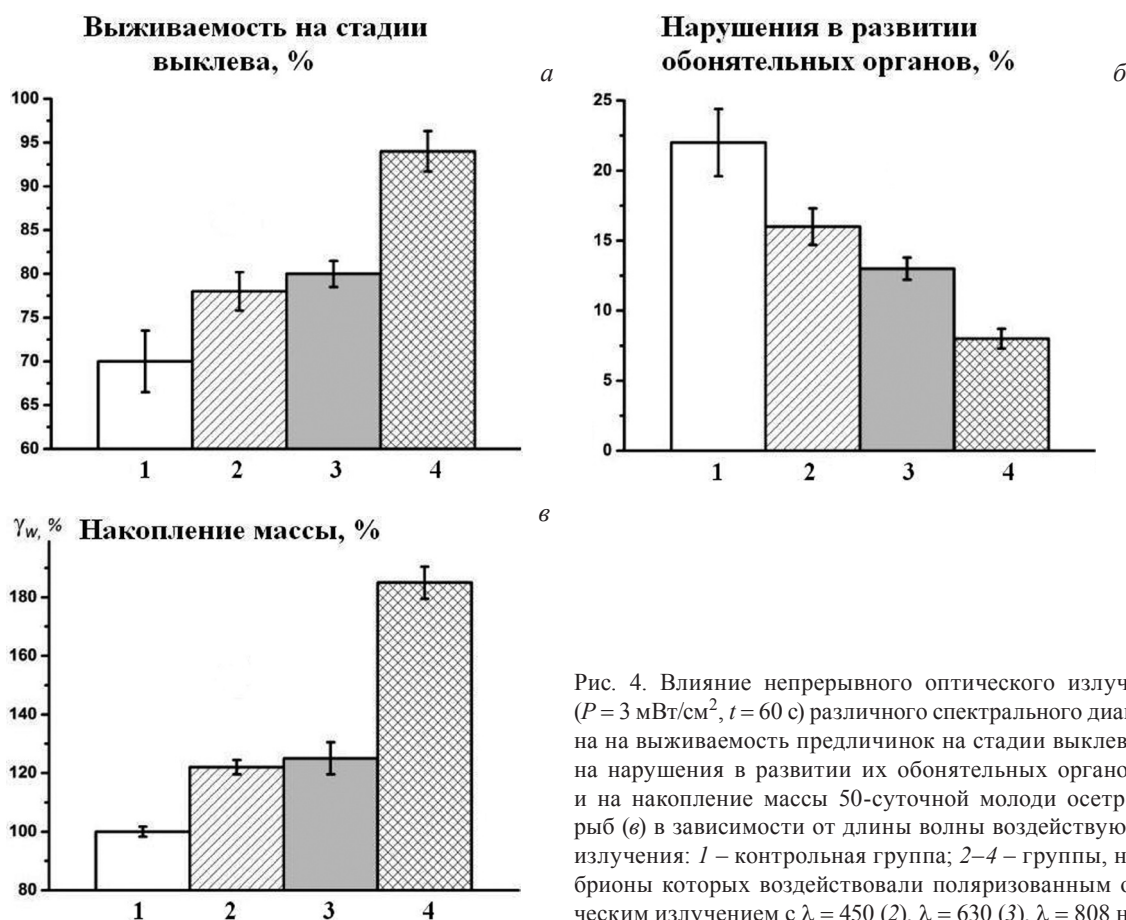 Выживаемость на стадии
выклева, %
а
100
95
90
85
80
75
70
65
60
1 2 3 4
Нарушения в развитии
обонятельных органов, %
б
25
20
15
10
5
0
1 2 3 4
γw, % Накопление массы, %
в
180
160
140
120
100
80
1 2 3 4
Рис. 4. Влияние непрерывного оптического излуч
(P = 3 мВт/см², t = 60 с) различного спектрального диа
на на выживаемость предличинок на стадии выклев
на нарушения в развитии их обонятельных органо
и на накопление массы 50-суточной молоди осетр
рыб (в) в зависимости от длины волны воздействую
излучения: 1 – контрольная группа; 2–4 – группы, н
брионы которых воздействовали поляризованным о
ческим излучением с λ = 450 (2), λ = 630 (3), λ = 808 н